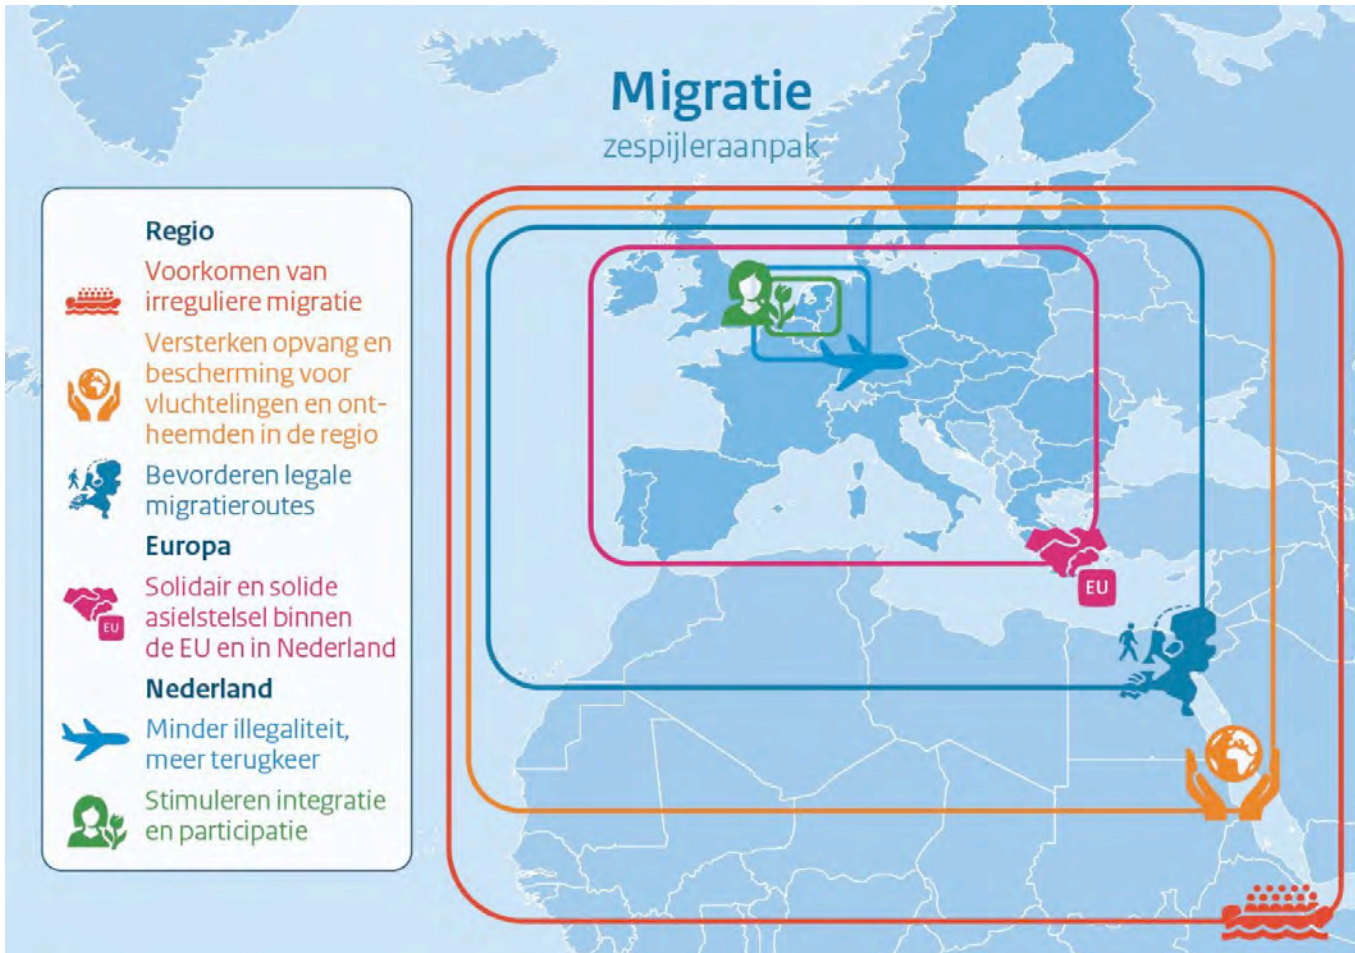 Migratie
zespijleraanpak
Regio
Voorkomen van
irreguliere migratie
Versterken opvang en
bescherming voor
vluchtelingen en ont-
heemden in de regio
Bevorderen legale
migratieroutes
Europa
Solidair en solide
asielstelsel binnen
de EU en in Nederland
EU
Nederland
Minder illegaliteit,
meer terugkeer
Stimuleren integratie
en participatie
EU